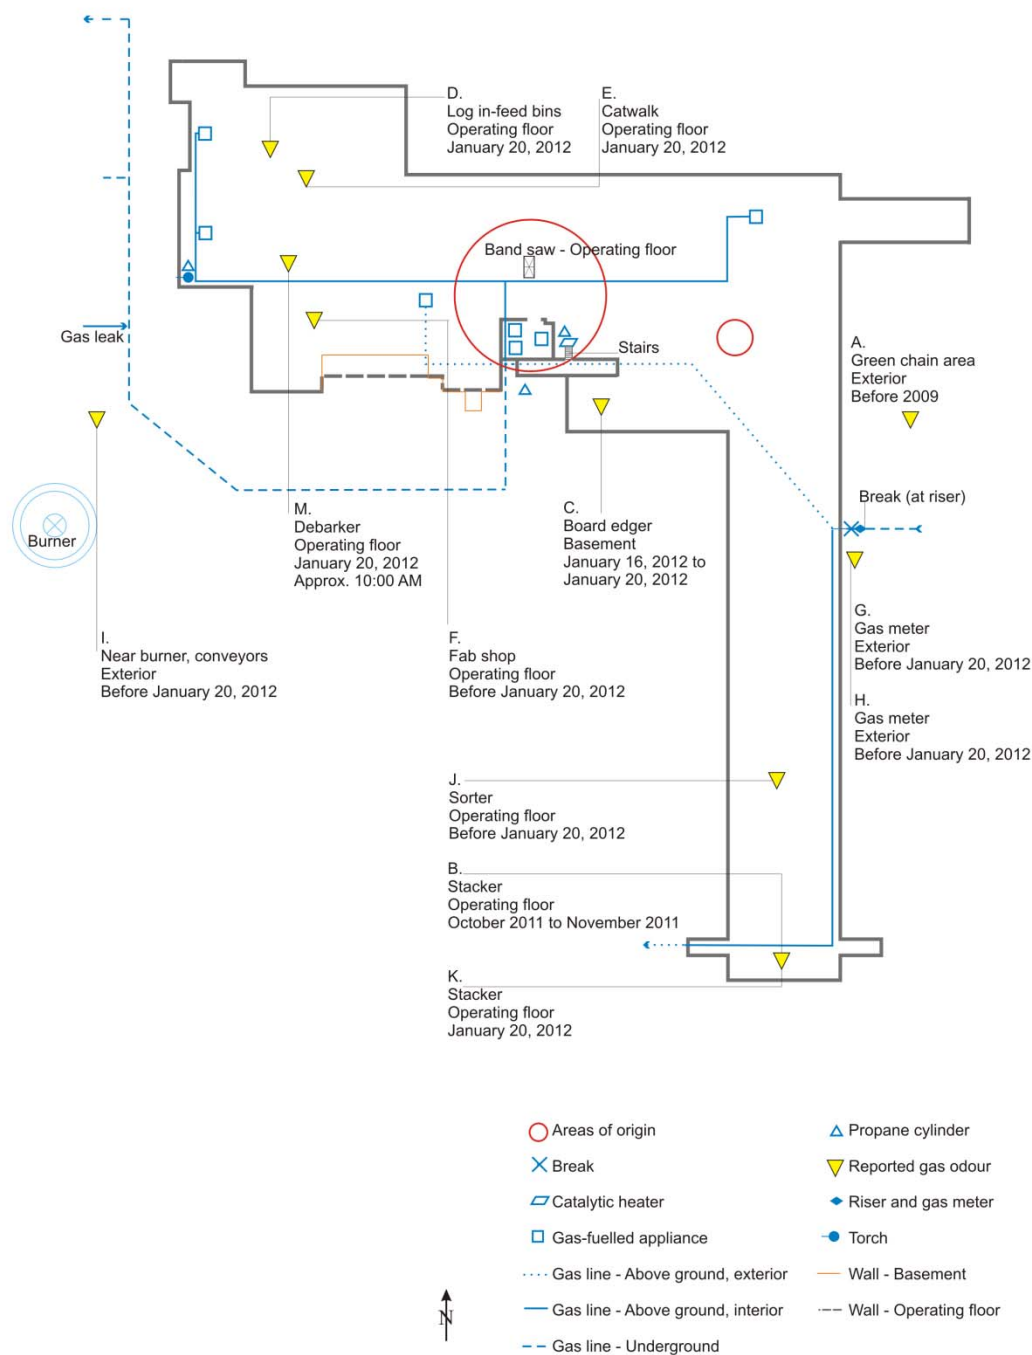 D.
Log in-feed bins
Operating floor
January 20, 2012
E.
Catwalk
Operating floor
January 20, 2012
Band saw - Operating floor
Gas leak
Stairs
A.
Green chain area
Exterior
Before 2009
Break (at riser)
Burner
M.
Debarker
Operating floor
January 20, 2012
Approx. 10:00 AM
C.
Board edger
Basement
January 16, 2012 to
January 20, 2012
I.
Near burner, conveyors
Exterior
Before January 20, 2012
F.
Fab shop
Operating floor
Before January 20, 2012
G.
Gas meter
Exterior
Before January 20, 2012
H.
Gas meter
Exterior
Before January 20, 2012
J.
Sorter
Operating floor
Before January 20, 2012
B.
Stacker
Operating floor
October 2011 to November 2011
K.
Stacker
Operating floor
January 20, 2012
Areas of origin
Break
Catalytic heater
Gas-fuelled appliance
Gas line - Above ground, exterior
Gas line - Above ground, interior
Gas line - Underground
Propane cylinder
Reported gas odour
Riser and gas meter
Torch
Wall - Basement
Wall - Operating floor
N